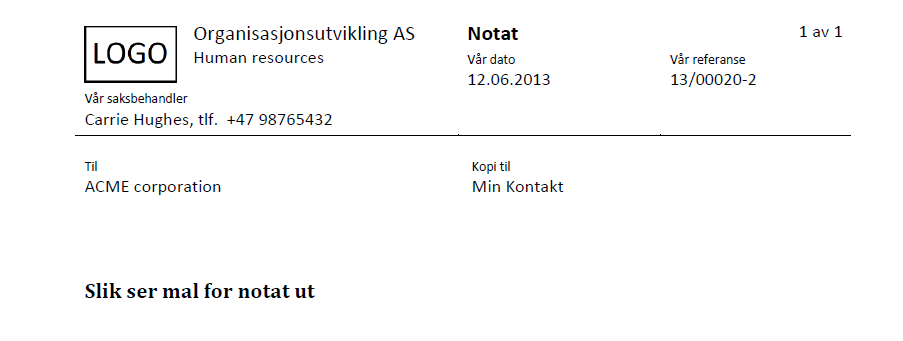 LOGO
Organisasjonsutvikling AS
Human resources
Notat
1 av 1
Vår dato
12.06.2013
Vår referanse
13/00020-2
Vår saksbehandler
Carrie Hughes, tlf. +47 98765432
Til
ACME corporation
Kopi til
Min Kontakt
Slik ser mal for notat ut